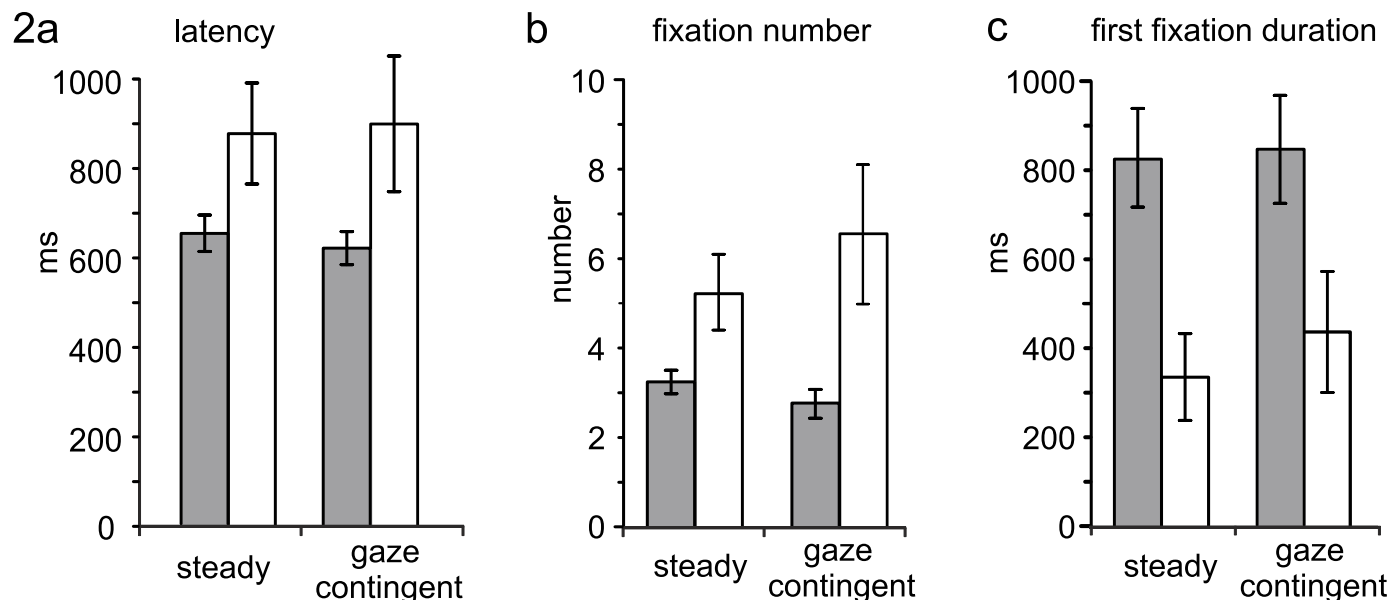 2a latency
1000
800
600
400
200
0
ms
steady
gaze
contingent
b fixation number
10
8
6
4
2
0
number
steady
gaze
contingent
c first fixation duration
1000
800
600
400
200
0
ms
steady
gaze
contingent